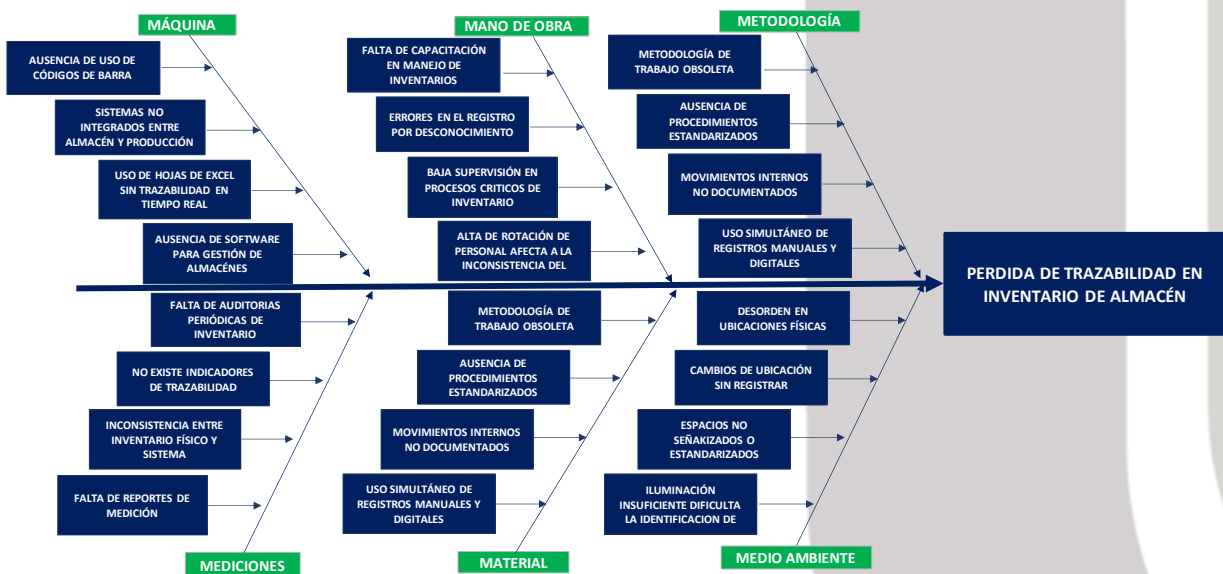 MÁQUINA
AUSENCIA DE USO DE
CÓDIGOS DE BARRA
SISTEMAS NO
INTEGRADOS ENTRE
ALMACÉN Y PRODUCCIÓN
USO DE HOJAS DE EXCEL
SIN TRAZABILIDAD EN
TIEMPO REAL
AUSENCIA DE SOFTWARE
PARA GESTIÓN DE
ALMACÉNES
MANO DE OBRA
FALTA DE CAPACITACIÓN
EN MANEJO DE
INVENTARIOS
ERRORES EN EL REGISTRO
POR DESCONOCIMIENTO
BAJA SUPERVISIÓN EN
PROCESOS CRITICOS DE
INVENTARIO
ALTA DE ROTACIÓN DE
PERSONAL AFECTA A LA
INCONSISTENCIA DEL
METODOLOGÍA
METODOLOGÍA DE
TRABAJO OBSOLETA
AUSENCIA DE
PROCEDIMIENTOS
ESTANDARIZADOS
MOVIMIENTOS INTERNOS
NO DOCUMENTADOS
USO SIMULTÁNEO DE
REGISTROS MANUALES Y
DIGITALES
PERDIDA DE TRAZABILIDAD EN
INVENTARIO DE ALMACÉN
FALTA DE AUDITORIAS
PERIÓDICAS DE
INVENTARIO
NO EXISTE INDICADORES
DE TRAZABILIDAD
INCONSISTENCIA ENTRE
INVENTARIO FÍSICO Y
SISTEMA
FALTA DE REPORTES DE
MEDICIÓN
MEDICIONES
METODOLOGÍA DE
TRABAJO OBSOLETA
AUSENCIA DE
PROCEDIMIENTOS
ESTANDARIZADOS
MOVIMIENTOS INTERNOS
NO DOCUMENTADOS
USO SIMULTÁNEO DE
REGISTROS MANUALES Y
DIGITALES
MATERIAL
DESORDEN EN
UBICACIONES FÍSICAS
CAMBIOS DE UBICACIÓN
SIN REGISTRAR
ESPACIOS NO
SEÑAKIZADOS O
ESTANDARIZADOS
ILUMINACIÓN
INSUFICIENTE DIFICULTA
LA IDENTIFICACION DE
MEDIO AMBIENTE